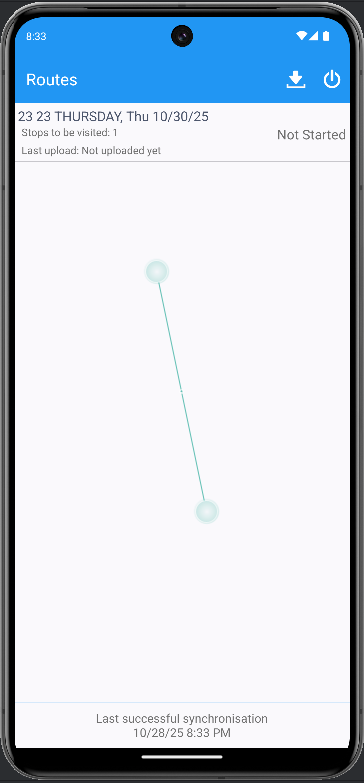 8:33
Routes
23 23 THURSDAY, Thu 10/30/25
Stops to be visited: 1
Not Started
Last upload: Not uploaded yet
Last successful synchronisation
10/28/25 8:33 PM